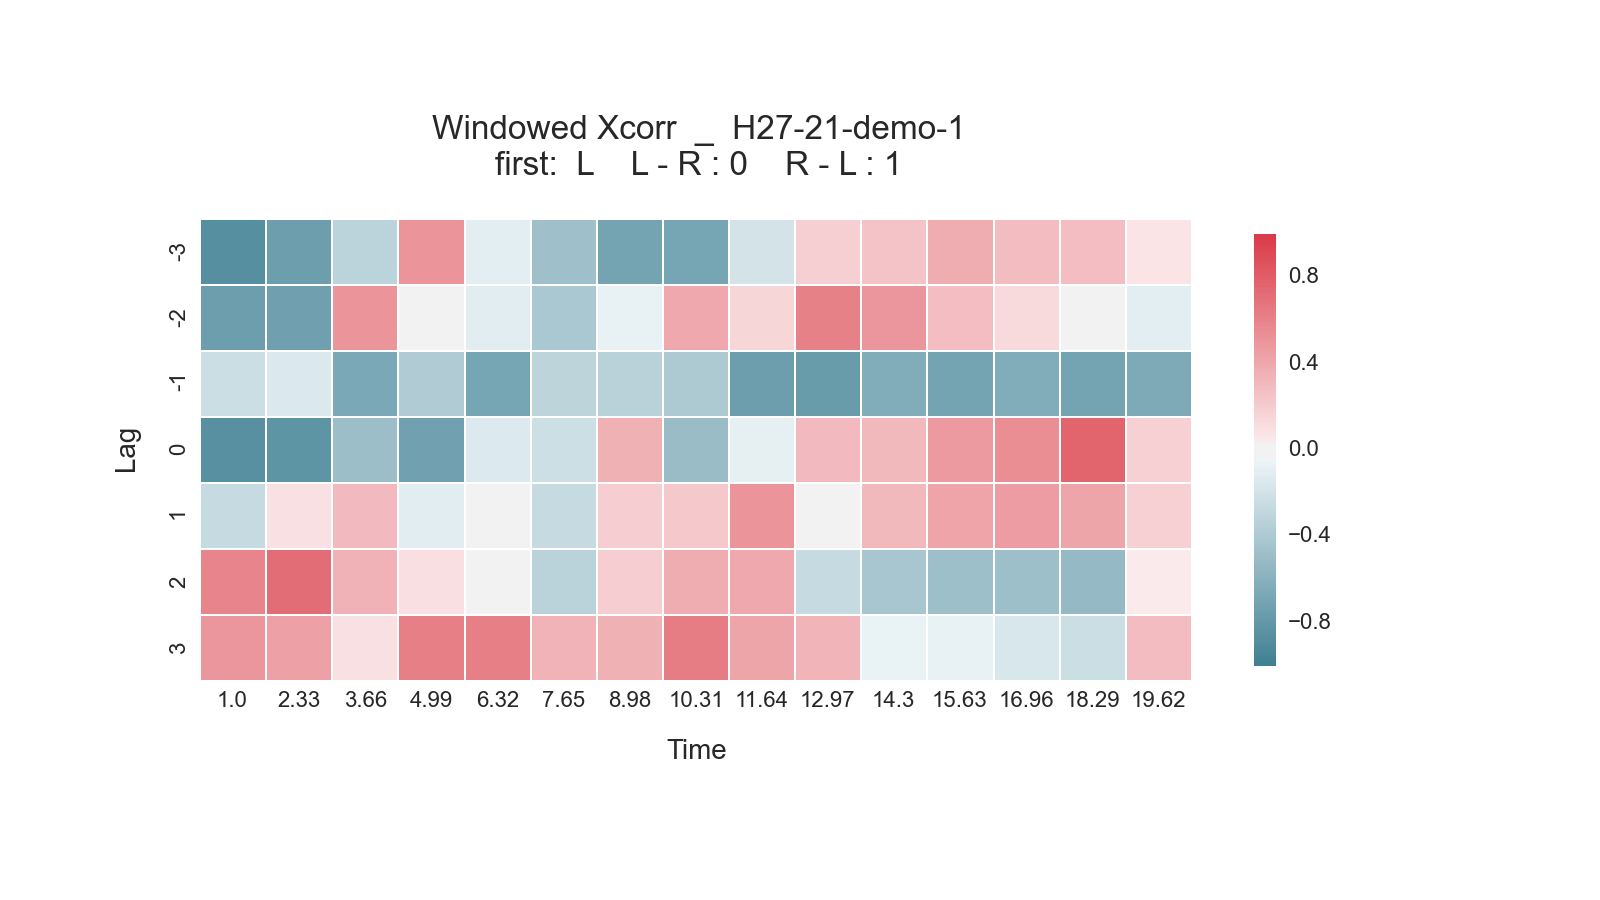 Windowed Xcorr _ H27-21-demo-1
first: L L - R : 0 R - L : 1
Lag
-3
-2
-1
0
1
2
3
1.0 2.33 3.66 4.99 6.32 7.65 8.98 10.31 11.64 12.97 14.3 15.63 16.96 18.29 19.62
Time
0.8
0.4
0.0
−0.4
−0.8